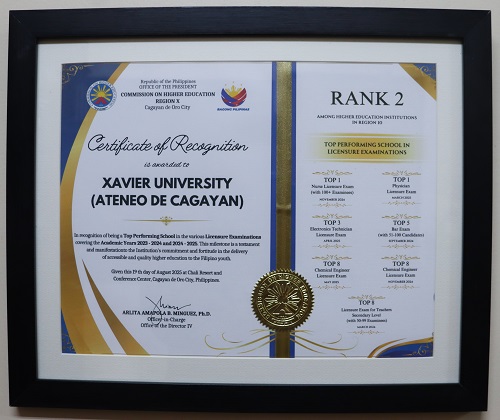 Republic of the Philippines
OFFICE OF THE PRESIDENT
COMMISSION ON HIGHER EDUCATION
REGION X
Cagayan de Oro City
BAGONG PILIPINAS
Certificate of Recognition
is awarded to
XAVIER UNIVERSITY
(ATENEO DE CAGAYAN)
In recognition of being a Top Performing School in the various Licensure Examinations
covering the Academic Years 2023 - 2024 and 2024 - 2025. This milestone is a testament
and manifestation to the Institution's commitment and fortitude in the delivery
of accessible and quality higher education to the Filipino youth.
Given this 19 th day of August 2025 at Chali Resort and
Conference Center, Cagayan de Oro City, Philippines.
ARLITA AMAPOLA B. MINGUEZ, Ph.D.
Officer-in-Charge
Office of the Director IV
RANK 2
AMONG HIGHER EDUCATION INSTITUTIONS
IN REGION 10
TOP PERFORMING SCHOOL IN
LICENSURE EXAMINATIONS
TOP 1
Nurse Licensure Exam
(with 100+ Examinees)
NOVEMBER 2024
TOP 1
Physician
Licensure Exam
MARCH 2025
TOP 3
Electronics Technician
Licensure Exam
APRIL 2025
TOP 5
Bar Exam
(with 51-100 Candidates)
SEPTEMBER 2024
TOP 8
Chemical Engineer
Licensure Exam
MAY 2025
TOP 8
Chemical Engineer
Licensure Exam
NOVEMBER 2024
TOP 8
Licensure Exam for Teachers
Secondary Level
(with 50-99 Examinees)
MARCH 2024